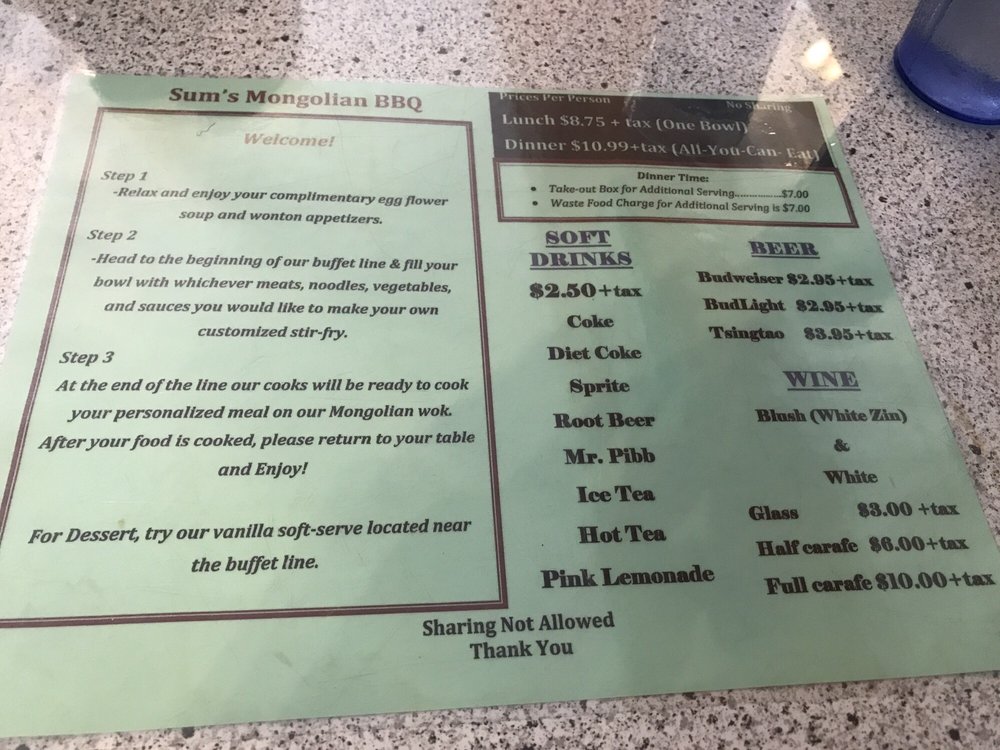 Sum's Mongolian BBQ
Welcome!
Step 1
-Relax and enjoy your complimentary egg flower
soup and wonton appetizers.
Step 2
-Head to the beginning of our buffet line & fill your
bowl with whichever meats, noodles, vegetables,
and sauces you would like to make your own
customized stir-fry.
Step 3
At the end of the line our cooks will be ready to cook
your personalized meal on our Mongolian wok.
After your food is cooked, please return to your table
and Enjoy!
For Dessert, try our vanilla soft-serve located near
the buffet line.
Prices Per Person No Sharing
Lunch $8.75 + tax (One Bowl)
Dinner $10.99+tax (All-You-Can- Eat)
Dinner Time:
• Take-out Box for Additional Serving................$7.00
• Waste Food Charge for Additional Serving is $7.00
SOFT
DRINKS
$2.50+tax
Coke
Diet Coke
Sprite
Root Beer
Mr. Pibb
Ice Tea
Hot Tea
Pink Lemonade
BEER
Budweiser $2.95+tax
BudLight $2.95+tax
Tsingtao $3.95+tax
WINE
Blush (White Zin)
&
White
Glass $3.00 +tax
Half carafe $6.00+tax
Full carafe $10.00+tax
Sharing Not Allowed
Thank You